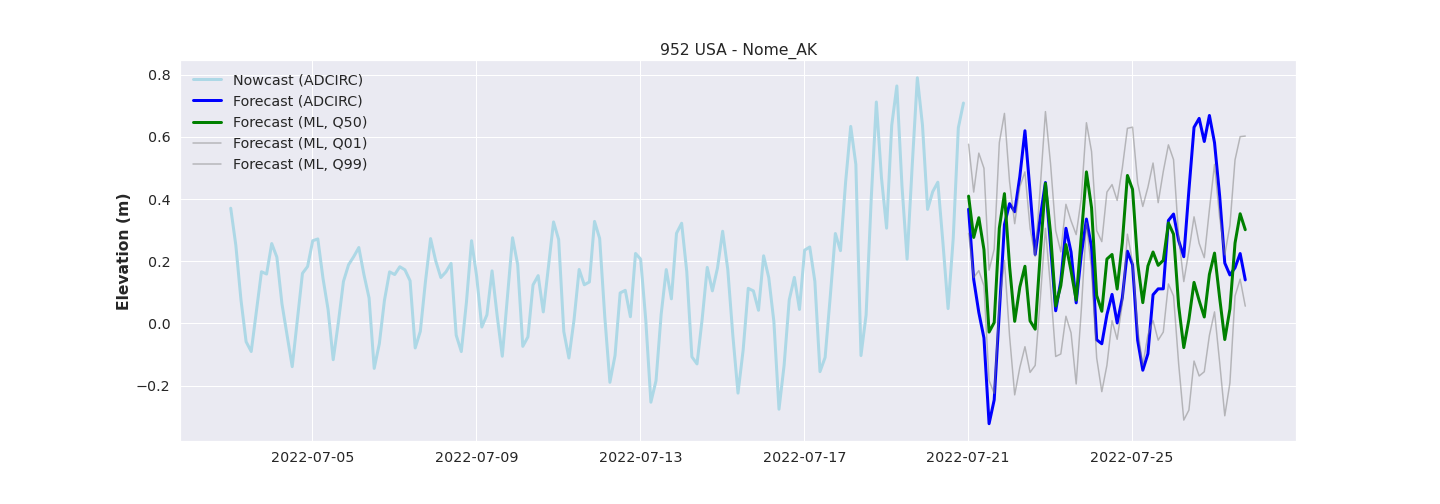 952 USA - Nome_AK
Nowcast (ADCIRC)
Forecast (ADCIRC)
Forecast (ML, Q50)
Forecast (ML, Q01)
Forecast (ML, Q99)
Elevation (m)
0.8
0.6
0.4
0.2
0.0
−0.2
2022-07-05
2022-07-09
2022-07-13
2022-07-17
2022-07-21
2022-07-25